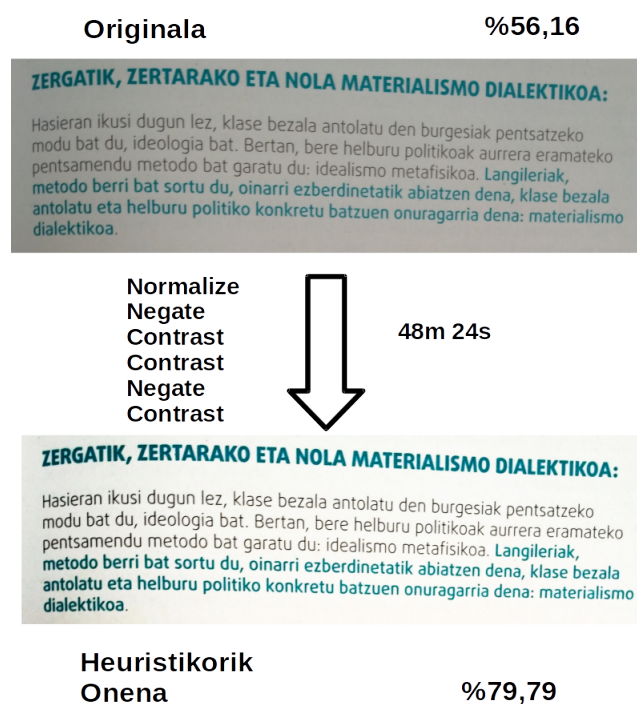 Originala %56,16
ZERGATIK, ZERTARAKO ETA NOLA MATERIALISMO DIALEKTIKOA:
Hasieran ikusi dugun lez, klase bezala antolatu den burgesiak pentsatzeko
modu bat du, ideologia bat. Bertan, bere helburu politikoak aurrera eramateko
pentsamendu metodo bat garatu du: idealismo metafisikoa. Langileriak,
metodo berri bat sortu du, oinarri ezberdinetatik abiatzen dena, klase bezala
antolatu eta helburu politiko konkretu batzuen onuragarria dena: materialismo
dialektikoa.
Normalize
Negate
Contrast
Contrast
Negate
Contrast
48m 24s
ZERGATIK, ZERTARAKO ETA NOLA MATERIALISMO DIALEKTIKOA:
Hasieran ikusi dugun lez, klase bezala antolatu den burgesiak pentsatzeko
modu bat du, ideologia bat. Bertan, bere helburu politikoak aurrera eramateko
pentsamendu metodo bat garatu du: idealismo metafisikoa. Langileriak,
metodo berri bat sortu du, oinarri ezberdinetatik abiatzen dena, klase bezala
antolatu eta helburu politiko konkretu batzuen onuragarria dena: materialismo
dialektikoa.
Heuristikorik
Onena %79,79